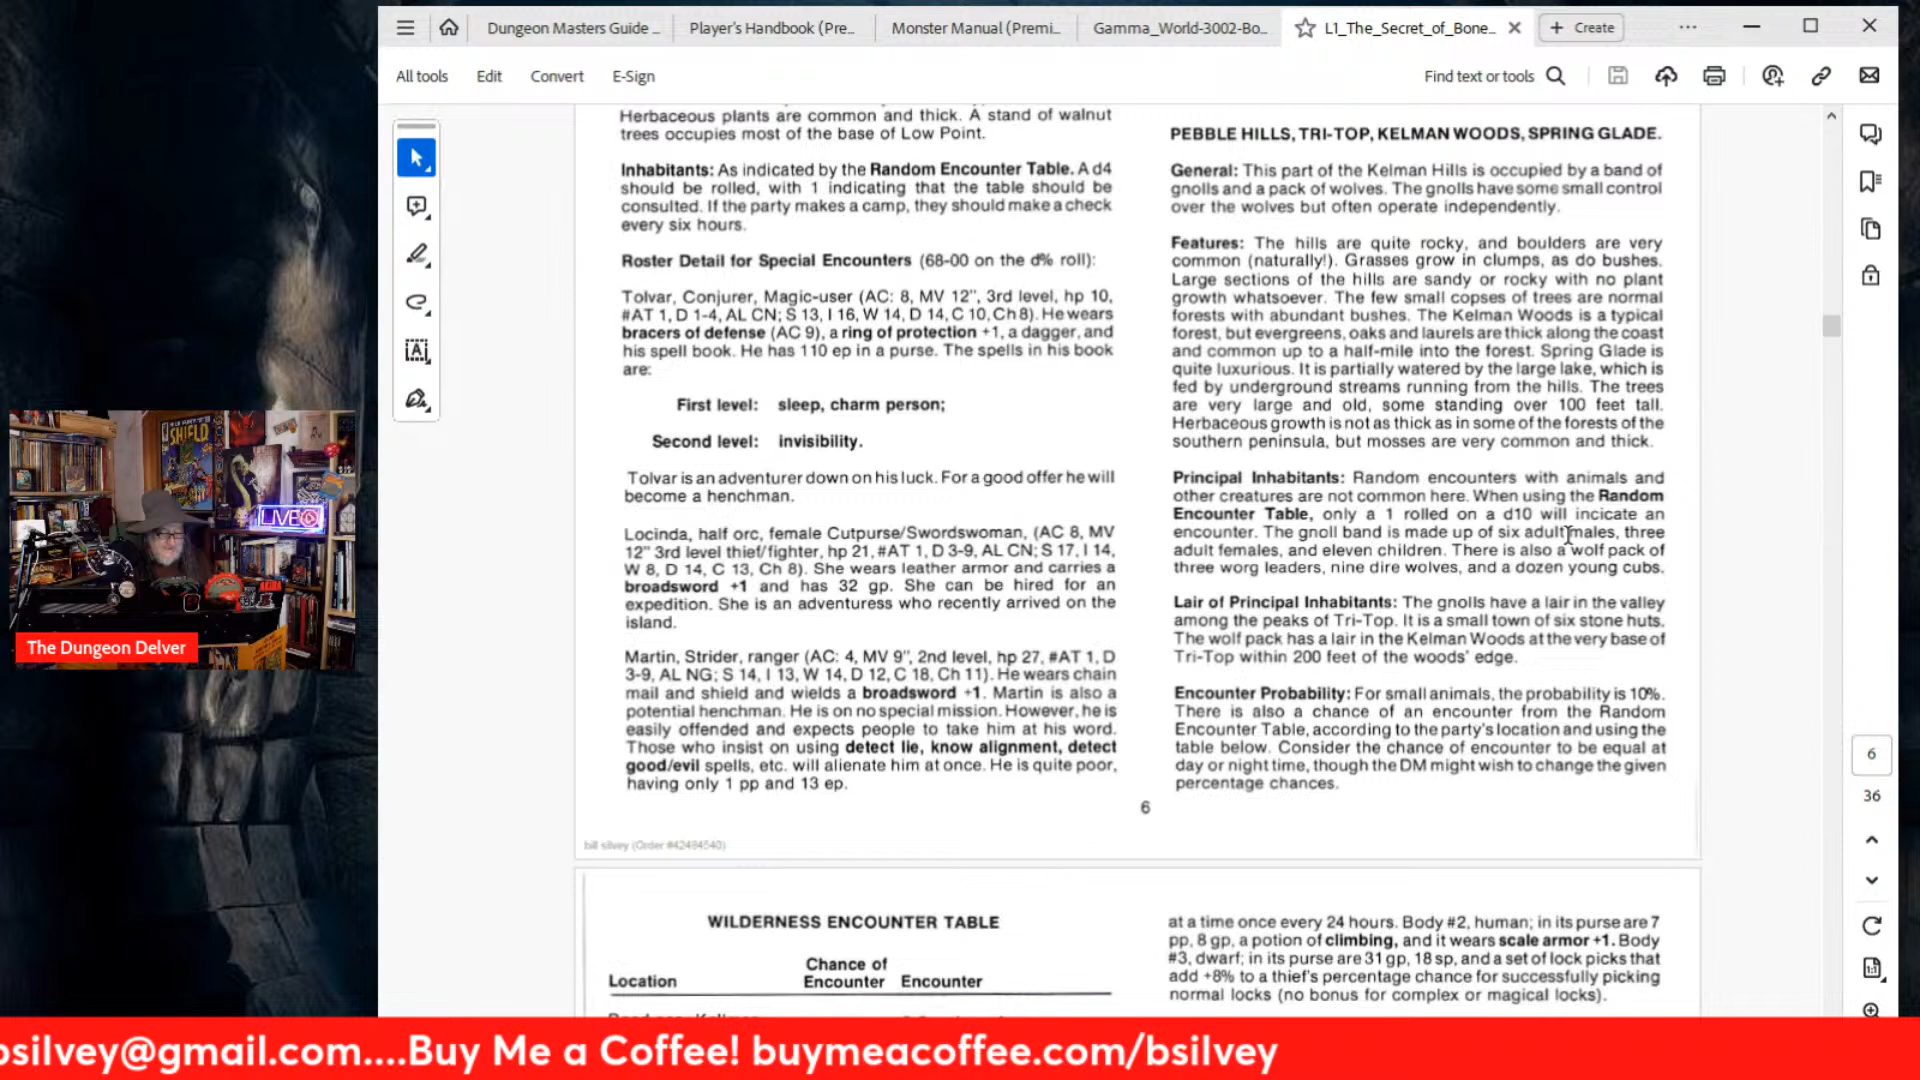 Dungeon Masters Guide ..
Player's Handbook (Pre...
Monster Manual (Premi...
Gamma_World-3002-Bo...
L1_The_Secret_of_Bone...
Create
All tools
Edit
Convert
E-Sign
Find text or tools
Herbaceous plants are common and thick. A stand of walnut
trees occupies most of the base of Low Point.
Inhabitants: As indicated by the Random Encounter Table. A d4
should be rolled, with 1 indicating that the table should be
consulted. If the party makes a camp, they should make a check
every six hours.
Roster Detail for Special Encounters (68-00 on the d% roll):
Tolvar, Conjurer, Magic-user (AC: 8, MV 12", 3rd level, hp 10,
#AT 1, D 1-4, AL CN; S 13, I 16, W 14, D 14, C 10, Ch 8). He wears
bracers of defense (AC 9), a ring of protection +1, a dagger, and
his spell book. He has 110 ep in a purse. The spells in his book
are:
First level: sleep, charm person;
Second level: invisibility.
Tolvar is an adventurer down on his luck. For a good offer he will
become a henchman.
Locinda, half orc, female Cutpurse/Swordswoman, (AC 8, MV
12" 3rd level thief/fighter, hp 21, #AT 1, D 3-9, AL CN; S 17, I 14,
W 8, D 14, C 13, Ch 8). She wears leather armor and carries a
broadsword +1 and has 32 gp. She can be hired for an
expedition. She is an adventuress who recently arrived on the
island.
Martin, Strider, ranger (AC: 4, MV 9", 2nd level, hp 27, #AT 1, D
3-9, AL NG; S 14, I 13, W 14, D 12, C 18, Ch 11). He wears chain
mail and shield and wields a broadsword +1. Martin is also a
potential henchman. He is on no special mission. However, he is
easily offended and expects people to take him at his word.
Those who insist on using detect lie, know alignment, detect
good/evil spells, etc. will alienate him at once. He is quite poor,
having only 1 pp and 13 ep.
PEBBLE HILLS, TRI-TOP, KELMAN WOODS, SPRING GLADE.
General: This part of the Kelman Hills is occupied by a band of
gnolls and a pack of wolves. The gnolls have some small control
over the wolves but often operate independently.
Features: The hills are quite rocky, and boulders are very
common (naturally!). Grasses grow in clumps, as do bushes.
Large sections of the hills are sandy or rocky with no plant
growth whatsoever. The few small copses of trees are normal
forests with abundant bushes. The Kelman Woods is a typical
forest, but evergreens, oaks and laurels are thick along the coast
and common up to a half-mile into the forest. Spring Glade is
quite luxurious. It is partially watered by the large lake, which is
fed by underground streams running from the hills. The trees
are very large and old, some standing over 100 feet tall.
Herbaceous growth is not as thick as in some of the forests of the
southern peninsula, but mosses are very common and thick.
Principal Inhabitants: Random encounters with animals and
other creatures are not common here. When using the Random
Encounter Table, only a 1 rolled on a d10 will incicate an
encounter. The gnoll band is made up of six adult males, three
adult females, and eleven children. There is also a wolf pack of
three worg leaders, nine dire wolves, and a dozen young cubs.
Lair of Principal Inhabitants: The gnolls have a lair in the valley
among the peaks of Tri-Top. It is a small town of six stone huts.
The wolf pack has a lair in the Kelman Woods at the very base of
Tri-Top within 200 feet of the woods' edge.
Encounter Probability: For small animals, the probability is 10%.
There is also a chance of an encounter from the Random
Encounter Table, according to the party's location and using the
table below. Consider the chance of encounter to be equal at
day or night time, though the DM might wish to change the given
percentage chances.
6
bill silvey (Order #42484540)
WILDERNESS ENCOUNTER TABLE
Location
Chance of
Encounter
Encounter
at a time once every 24 hours. Body #2, human; in its purse are 7
pp, 8 gp, a potion of climbing, and it wears scale armor +1. Body
#3, dwarf; in its purse are 31 gp, 18 sp, and a set of lock picks that
add +8% to a thief's percentage chance for successfully picking
normal locks (no bonus for complex or magical locks).
6
36
SHIELD
LIVE
The Dungeon Delver
bsilvey@gmail.com....Buy Me a Coffee! buymeacoffee.com/bsilvey